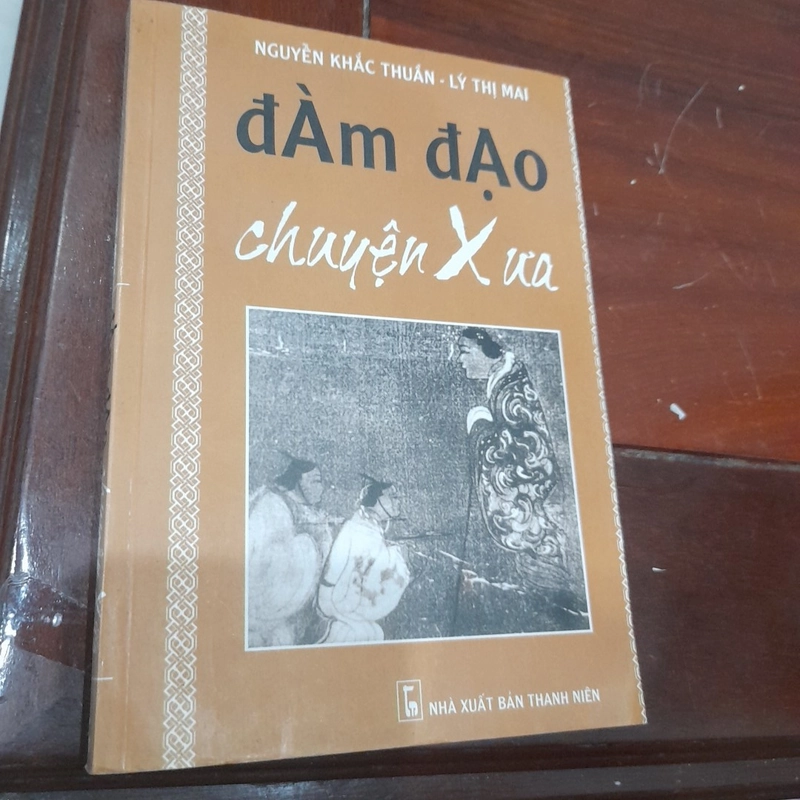 NGUYỄN KHẮC THUẦN - LÝ THỊ MAI
đÀm đẠo
chuyện Xưa
NHÀ XUẤT BẢN THANH NIÊN